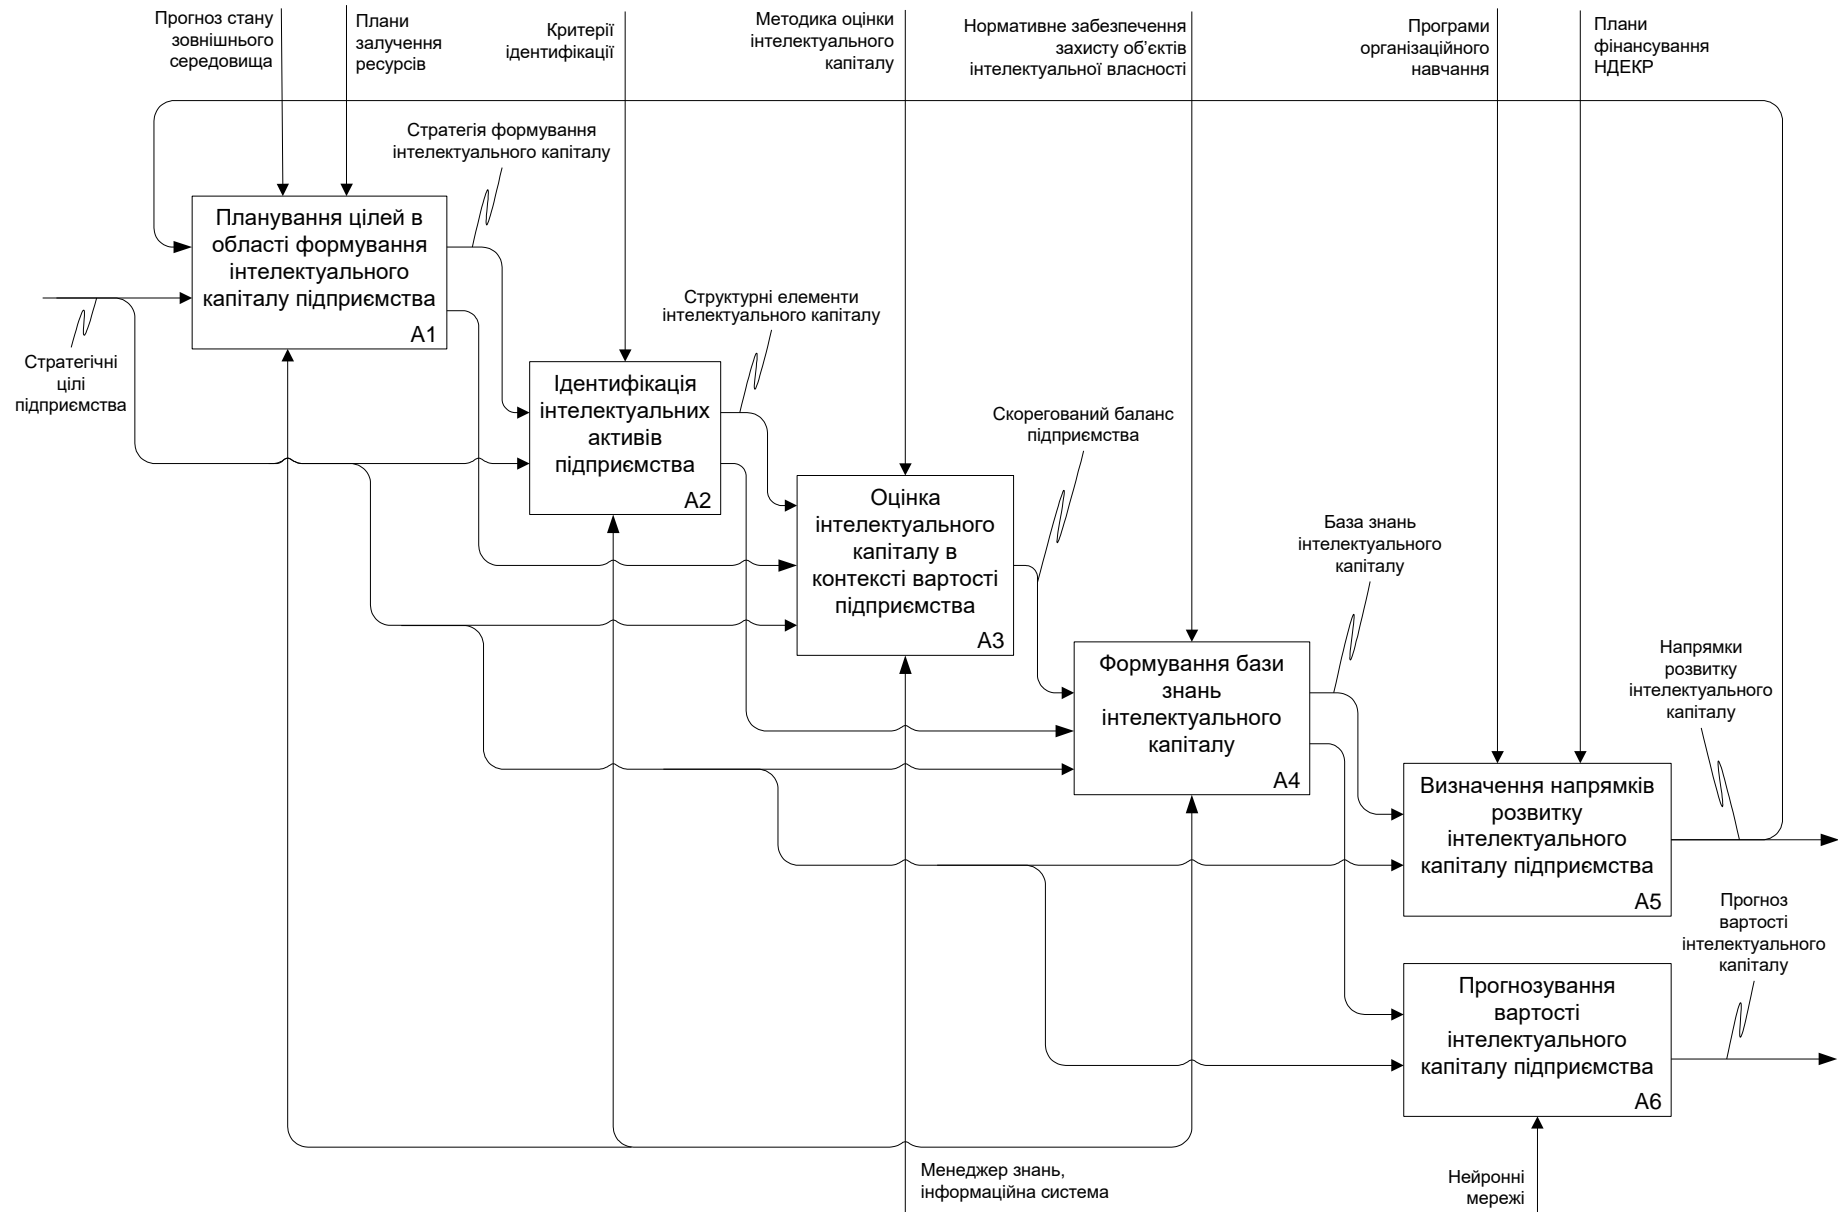 Прогноз стану
зовнішнього
середовища
Плани
залучення
ресурсів
Критерії
ідентифікації
Методика оцінки
інтелектуального
капіталу
Нормативне забезпечення
захисту об’єктів
інтелектуальної власності
Програми
організаційного
навчання
Плани
фінансування
НДЕКР
Стратегія формування
інтелектуального капіталу
Планування цілей в
області формування
інтелектуального
капіталу підприємства
A1
Стратегічні
цілі
підприємства
Структурні елементи
інтелектуального капіталу
Ідентифікація
інтелектуальних
активів
підприємства
A2
Скорегований баланс
підприємства
Оцінка
інтелектуального
капіталу в
контексті вартості
підприємства
A3
База знань
інтелектуального
капіталу
Формування бази
знань
інтелектуального
капіталу
A4
Напрямки
розвитку
інтелектуального
капіталу
Визначення напрямків
розвитку
інтелектуального
капіталу підприємства
A5
Прогноз
вартості
інтелектуального
капіталу
Прогнозування
вартості
інтелектуального
капіталу підприємства
A6
Менеджер знань,
інформаційна система
Нейронні
мережі